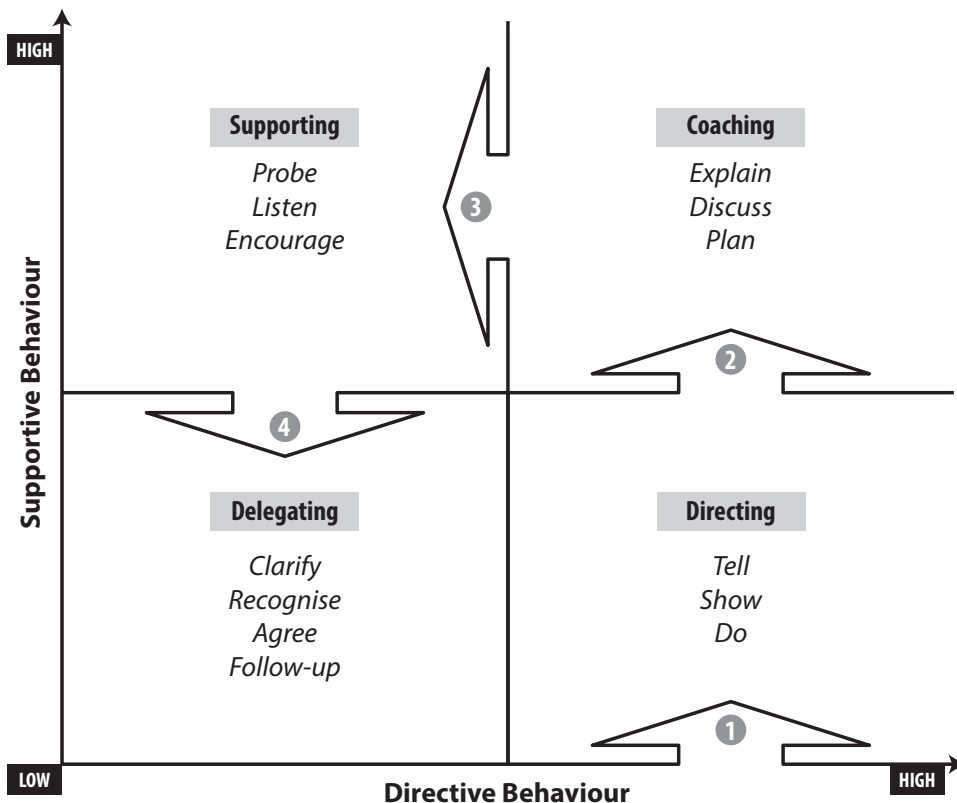 HIGH
Supporting
Probe
Listen
Encourage
3
Coaching
Explain
Discuss
Plan
2
Supportive Behaviour
4
Delegating
Clarify
Recognise
Agree
Follow-up
Directing
Tell
Show
Do
1
LOW
Directive Behaviour
HIGH